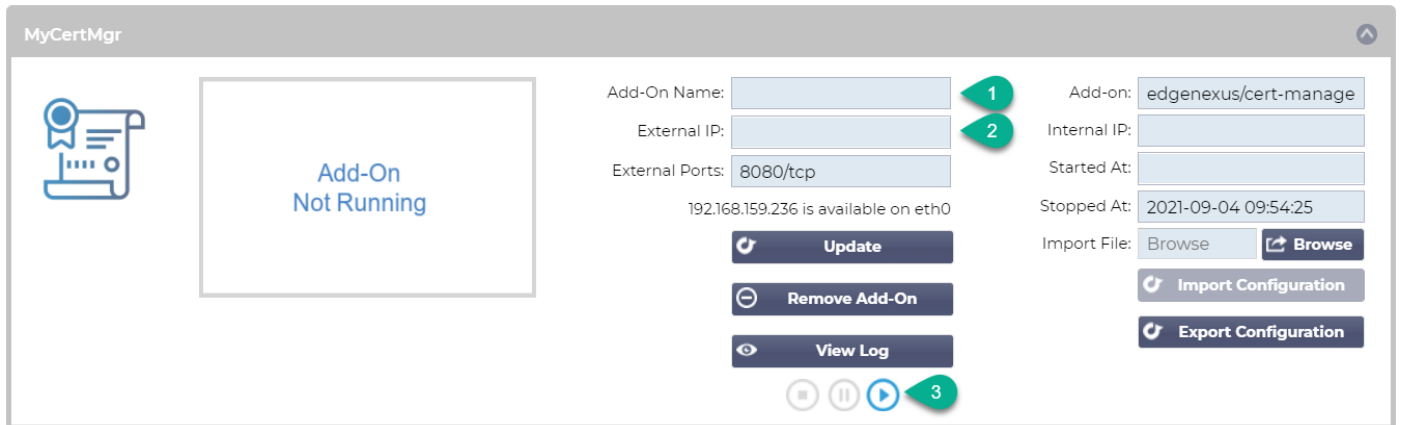 MyCertMgr
Add-On
Not Running
Add-On Name:
1
External IP:
2
External Ports: 8080/tcp
192.168.159.236 is available on eth0
Update
Remove Add-On
View Log
3
Add-on: edgenexus/cert-manage
Internal IP:
Started At:
Stopped At: 2021-09-04 09:54:25
Import File: Browse Browse
Import Configuration
Export Configuration